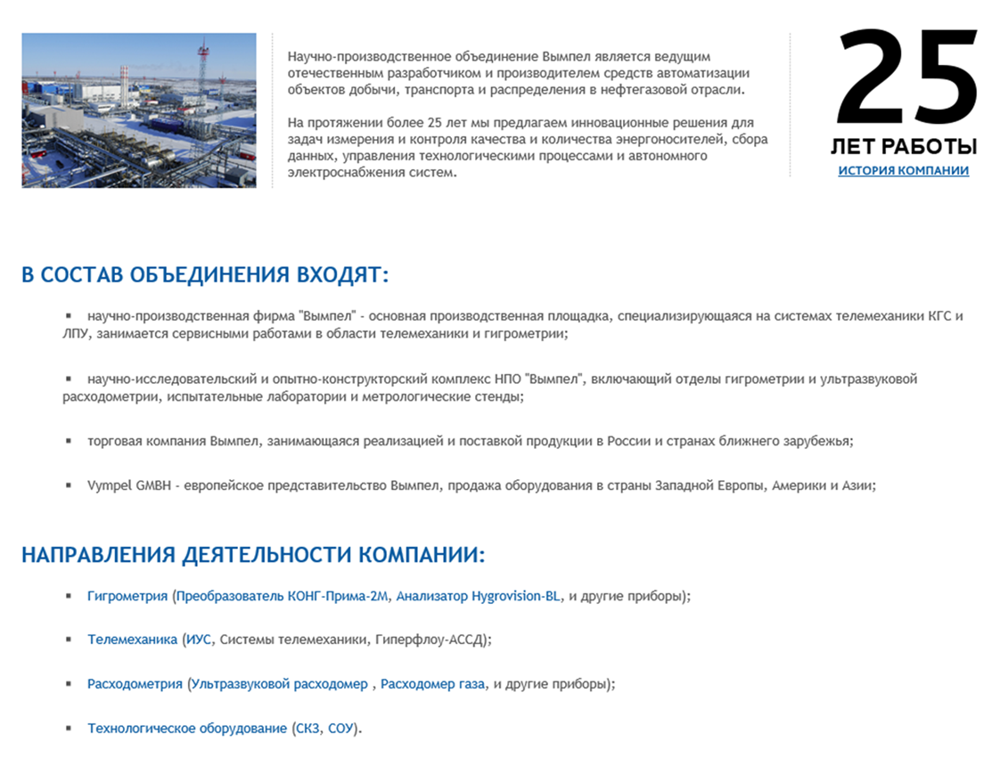 Научно-производственное объединение Вымпел является ведущим
отечественным разработчиком и производителем средств автоматизации
объектов добычи, транспорта и распределения в нефтегазовой отрасли.
На протяжении более 25 лет мы предлагаем инновационные решения для
задач измерения и контроля качества и количества энергоносителей, сбора
данных, управления технологическими процессами и автономного
электроснабжения систем.
25
ЛЕТ РАБОТЫ
ИСТОРИЯ КОМПАНИИ
В СОСТАВ ОБЪЕДИНЕНИЯ ВХОДЯТ:
▪ научно-производственная фирма "Вымпел" - основная производственная площадка, специализирующаяся на системах телемеханики КГС и
ЛПУ, занимается сервисными работами в области телемеханики и гигрометрии;
▪ научно-исследовательский и опытно-конструкторский комплекс НПО "Вымпел", включающий отделы гигрометрии и ультразвуковой
расходометрии, испытательные лаборатории и метрологические стенды;
▪ торговая компания Вымпел, занимающаяся реализацией и поставкой продукции в России и странах ближнего зарубежья;
▪ Vympel GMBH - европейское представительство Вымпел, продажа оборудования в страны Западной Европы, Америки и Азии;
НАПРАВЛЕНИЯ ДЕЯТЕЛЬНОСТИ КОМПАНИИ:
▪ Гигрометрия (Преобразователь КОНГ-Прима-2М, Анализатор Hygrovision-BL, и другие приборы);
▪ Телемеханика (ИУС, Системы телемеханики, Гиперфлоу-АССД);
▪ Расходометрия (Ультразвуковой расходомер , Расходомер газа, и другие приборы);
▪ Технологическое оборудование (СКЗ, СОУ).